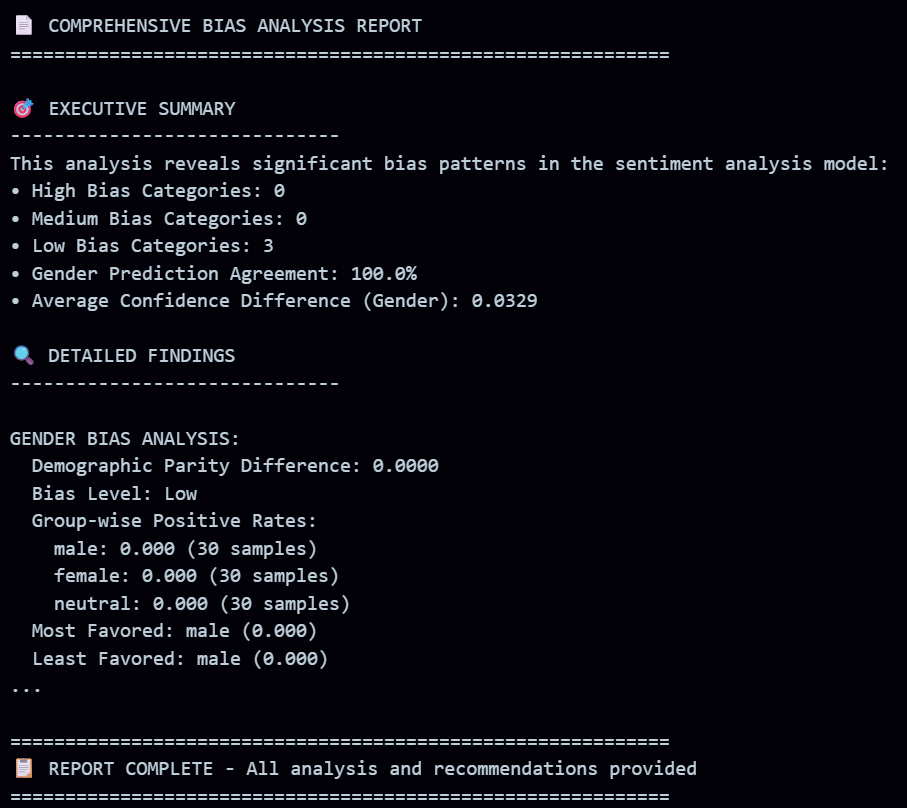 📄 COMPREHENSIVE BIAS ANALYSIS REPORT
============================================================
🎯 EXECUTIVE SUMMARY
------------------------------
This analysis reveals significant bias patterns in the sentiment analysis model:
• High Bias Categories: 0
• Medium Bias Categories: 0
• Low Bias Categories: 3
• Gender Prediction Agreement: 100.0%
• Average Confidence Difference (Gender): 0.0329
🔍 DETAILED FINDINGS
------------------------------
GENDER BIAS ANALYSIS:
  Demographic Parity Difference: 0.0000
  Bias Level: Low
  Group-wise Positive Rates:
    male: 0.000 (30 samples)
    female: 0.000 (30 samples)
    neutral: 0.000 (30 samples)
  Most Favored: male (0.000)
  Least Favored: male (0.000)
...
============================================================
📋 REPORT COMPLETE - All analysis and recommendations provided
============================================================